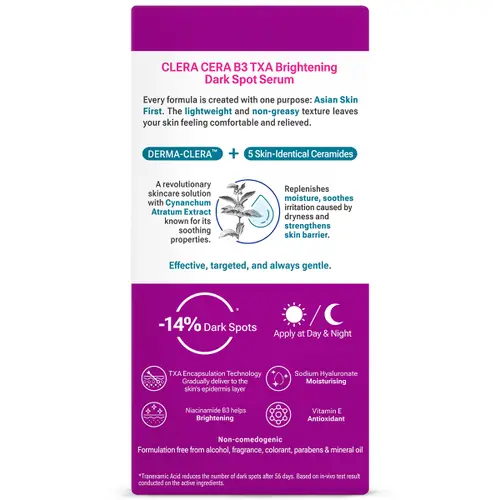 CLERA CERA B3 TXA Brightening
Dark Spot Serum
Every formula is created with one purpose: Asian Skin
First. The lightweight and non-greasy texture leaves
your skin feeling comfortable and relieved.
DERMA-CLERA™ + 5 Skin-Identical Ceramides
A revolutionary
skincare solution
with Cynanchum
Atratum Extract
known for its
soothing
properties.
Replenishes
moisture, soothes
irritation caused by
dryness and
strengthens
skin barrier.
Effective, targeted, and always gentle.
-14% Dark Spots*
Apply at Day & Night
TXA Encapsulation Technology
Gradually deliver to the
skin's epidermis layer
Sodium Hyaluronate
Moisturising
Niacinamide B3 helps
Brightening
Vitamin E
Antioxidant
Non-comedogenic
Formulation free from alcohol, fragrance, colorant, parabens & mineral oil
*Tranexamic Acid reduces the number of dark spots after 56 days. Based on in-vivo test result
conducted on the active ingredients.